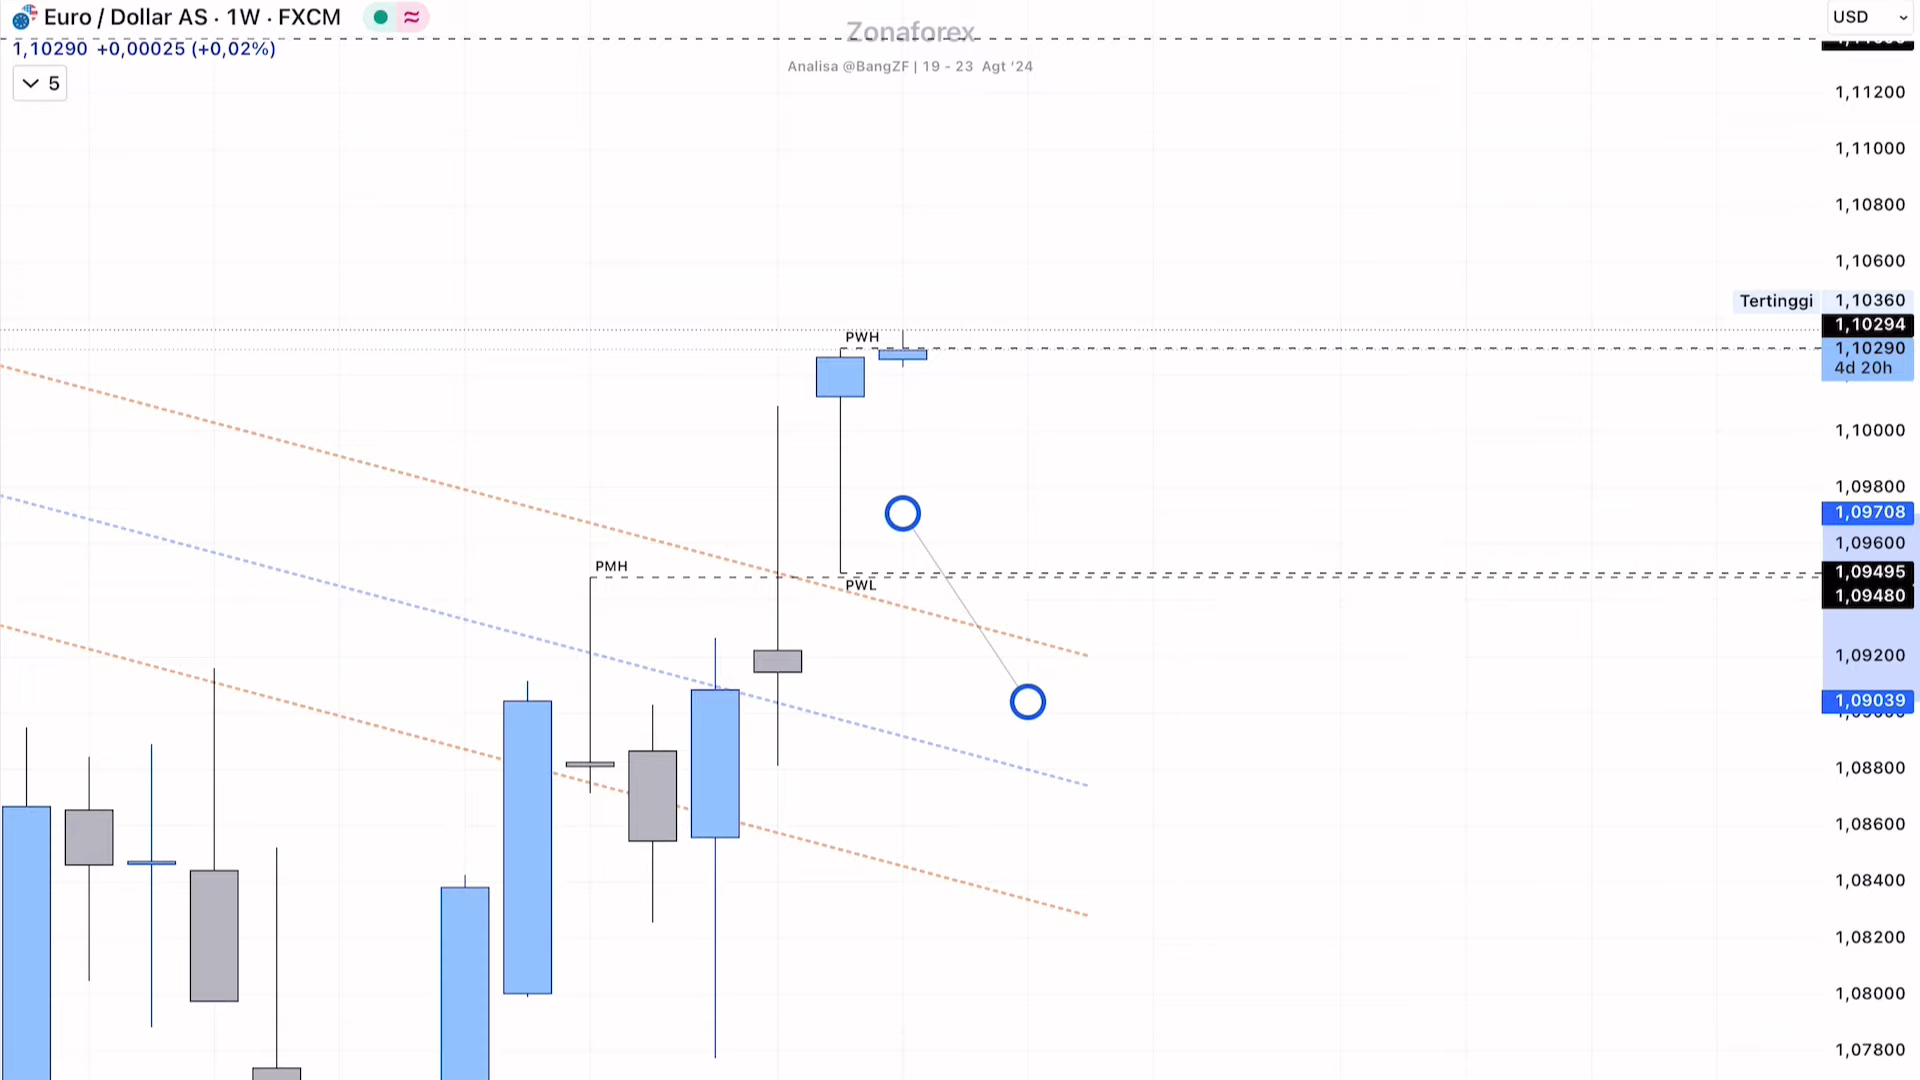 Euro / Dollar AS · 1W · FXCM
1,10290 +0,00025 (+0,02%)
5
Zonaforex
Analisa @BangZF | 19 - 23 Agt '24
USD
1,11200
1,11000
1,10800
1,10600
Tertinggi 1,10360
1,10294
1,10290
4d 20h
1,10000
1,09800
1,09708
1,09600
1,09495
1,09480
1,09200
1,09039
1,08800
1,08600
1,08400
1,08200
1,08000
1,07800
PWH
PMH
PWL